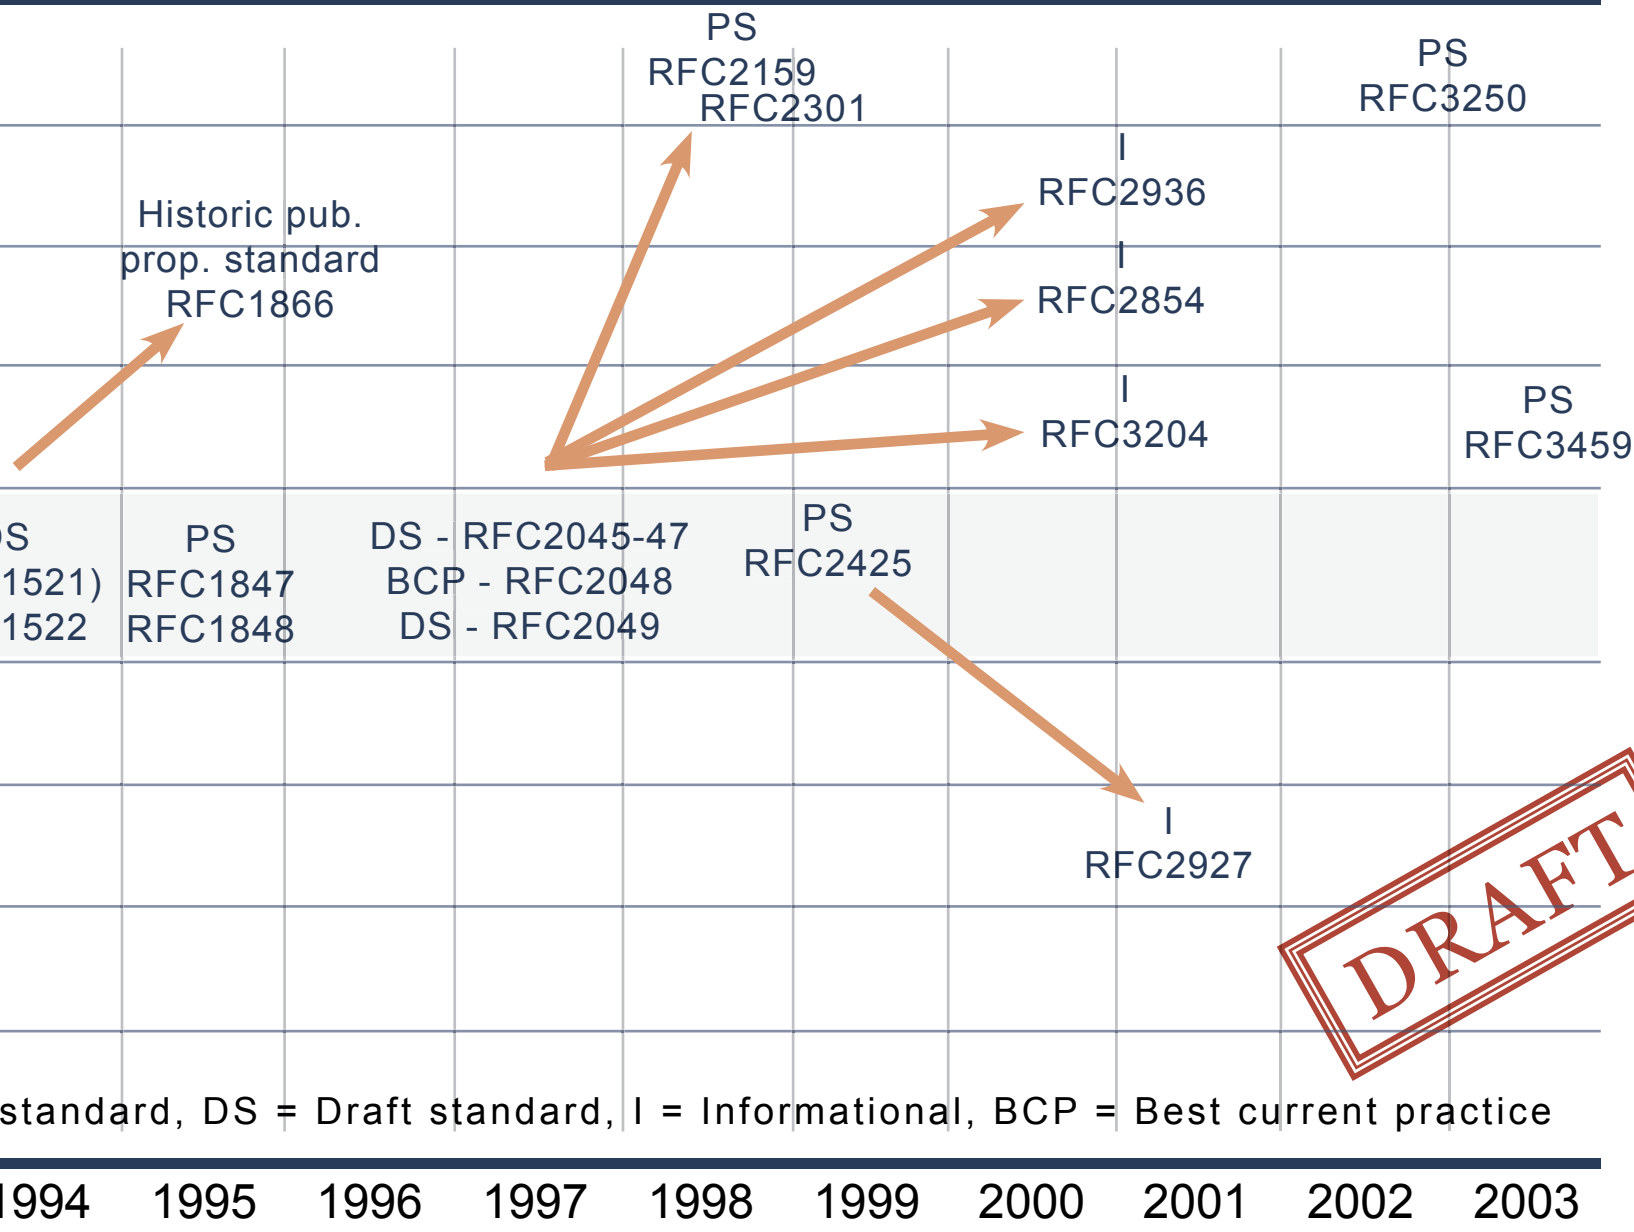 PS
RFC2159
RFC2301
PS
RFC3250
I
RFC2936
Historic pub.
prop. standard
RFC1866
I
RFC2854
I
RFC3204
PS
RFC3459
1521)
1522
PS
RFC1847
RFC1848
DS - RFC2045-47
BCP - RFC2048
DS - RFC2049
PS
RFC2425
I
RFC2927
DRAFT
standard, DS = Draft standard, I = Informational, BCP = Best current practice
1994 1995 1996 1997 1998 1999 2000 2001 2002 2003